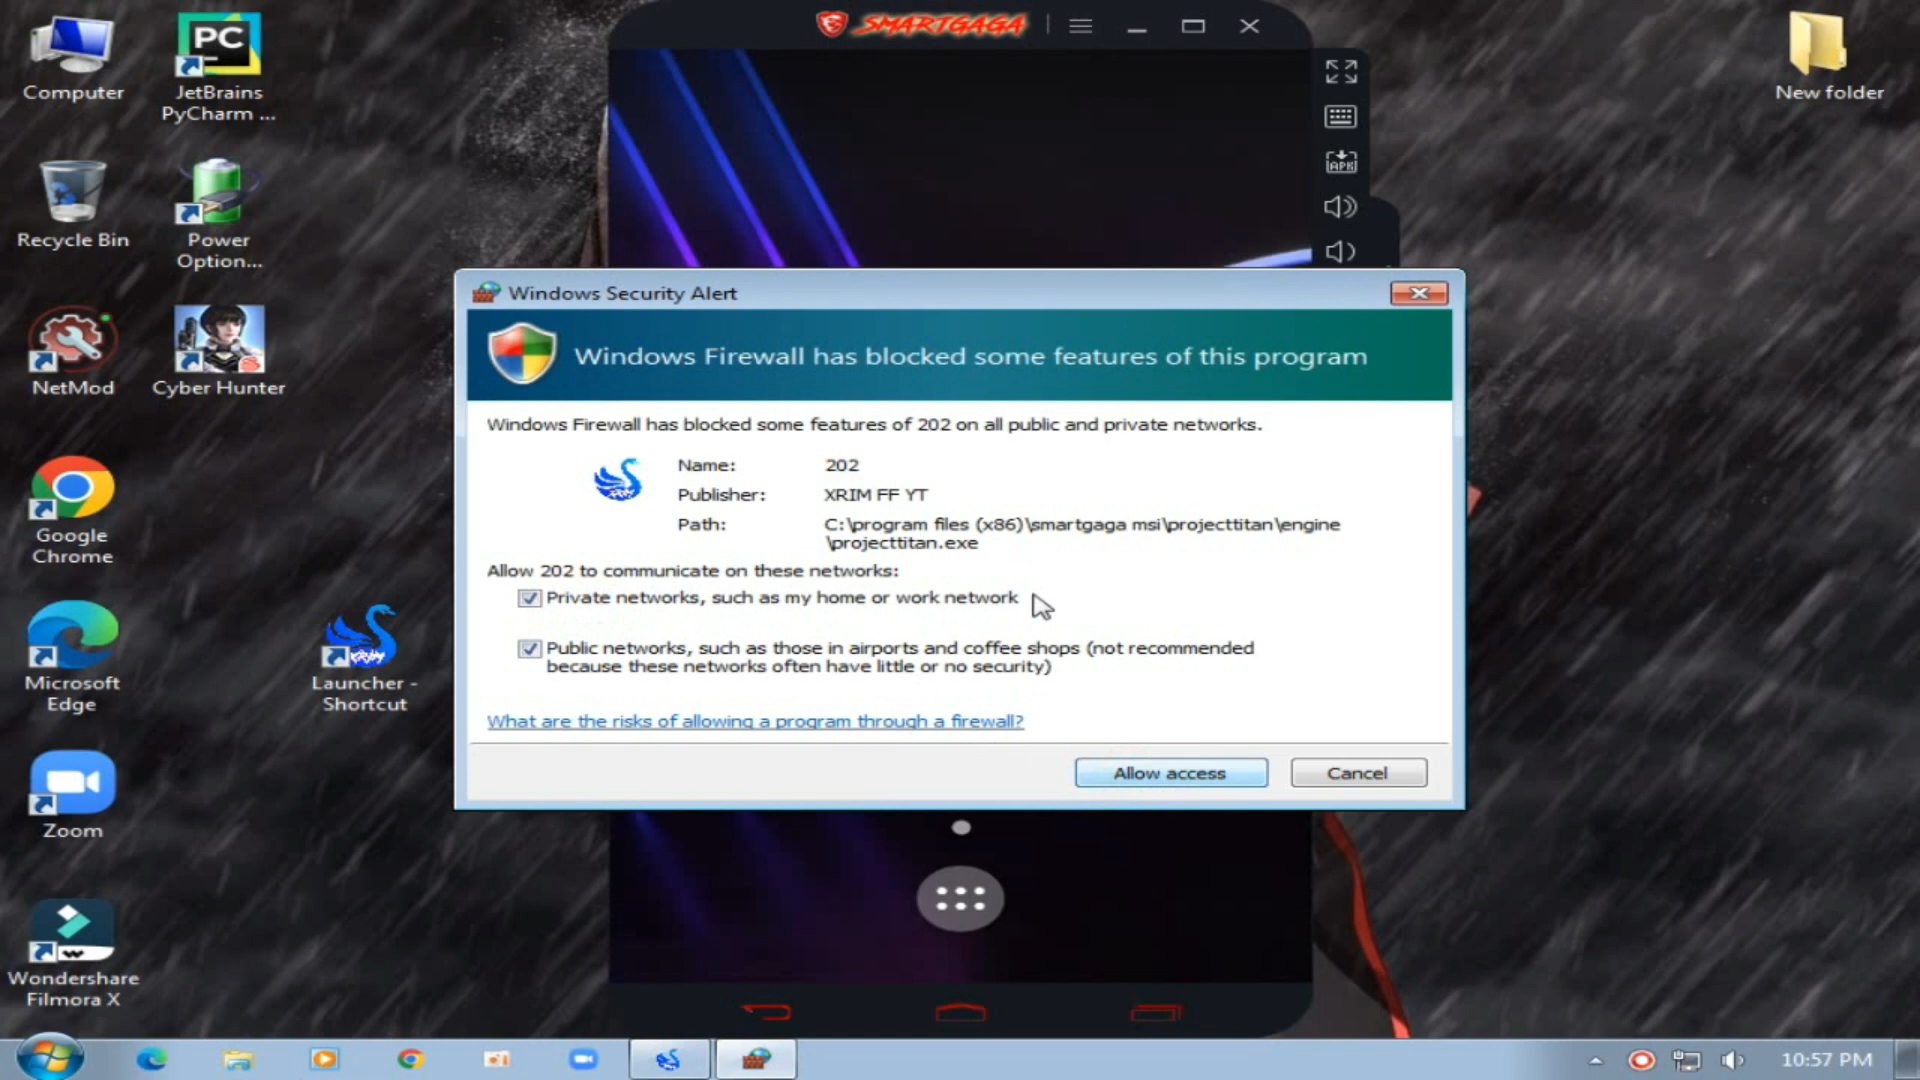 SMARTGAGA
Computer
PC
JetBrains
PyCharm ...
New folder
APK
Recycle Bin
Power
Option...
NetMod
Cyber Hunter
Google
Chrome
Microsoft
Edge
XRIM
Launcher -
Shortcut
Zoom
Wondershare
Filmora X
Windows Security Alert
Windows Firewall has blocked some features of this program
Windows Firewall has blocked some features of 202 on all public and private networks.
XRIM
Name: 202
Publisher: XRIM FF YT
Path: C:\program files (x86)\smartgaga msi\projecttitan\engine
\projecttitan.exe
Allow 202 to communicate on these networks:
Private networks, such as my home or work network
Public networks, such as those in airports and coffee shops (not recommended
because these networks often have little or no security)
What are the risks of allowing a program through a firewall?
Allow access
Cancel
10:57 PM